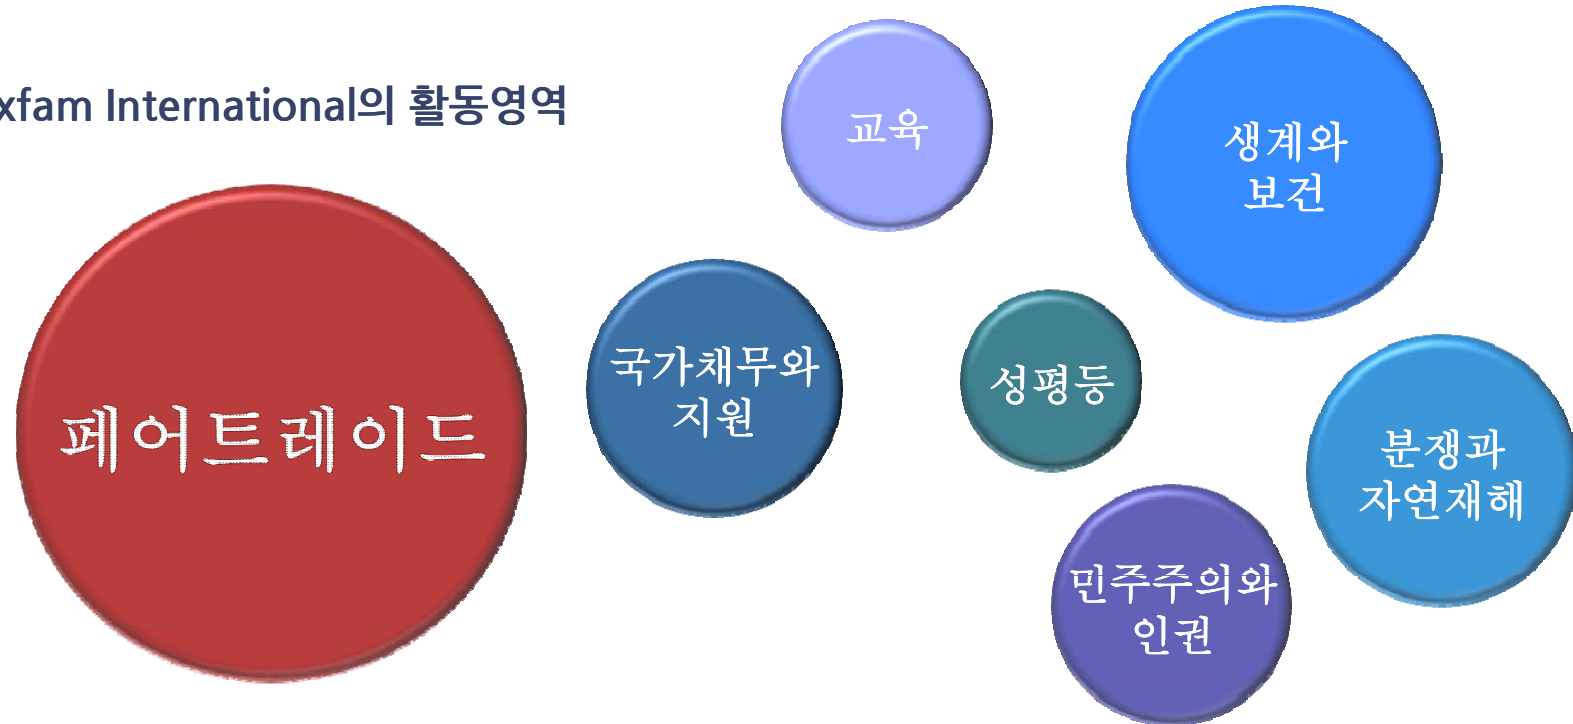 xfam International의 활동영역
교육
생계와
보건
페어트레이드
국가채무와
지원
성평등
분쟁과
자연재해
민주주의와
인권